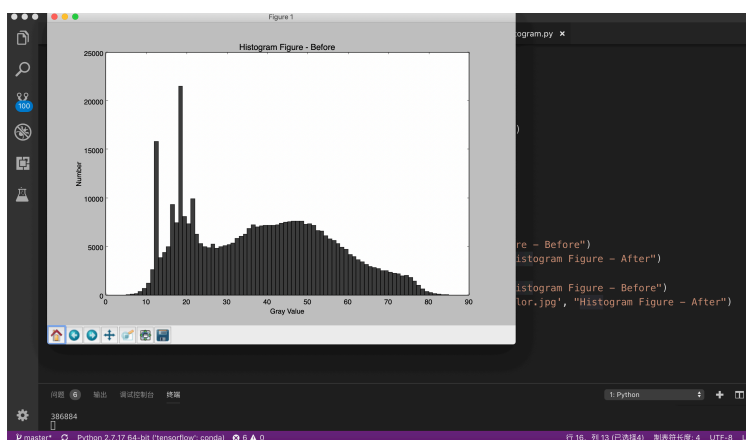 Figure 1
ogram.py ×
Histogram Figure - Before
25000
20000
15000
10000
5000
0
Number
0 10 20 30 40 50 60 70 80 90
Gray Value
100
)
re – Before")
istogram Figure – After")
istogram Figure – Before")
lor.jpg', "Histogram Figure – After")
问题 6 输出 调试控制台 终端
1: Python
386884
master* Python 2.7.17 64-bit ('tensorflow': conda) 6 0
行 16，列 13 (已选择4) 制表符长度: 4 UTF-8 L